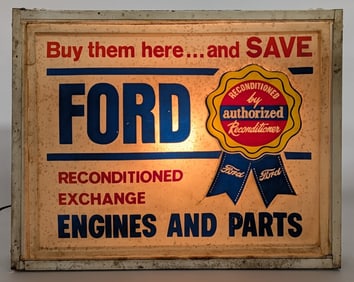 Buy them here...and SAVE
FORD
RECONDITIONED
by
authorized
Reconditioner
Ford Ford
RECONDITIONED
EXCHANGE
ENGINES AND PARTS